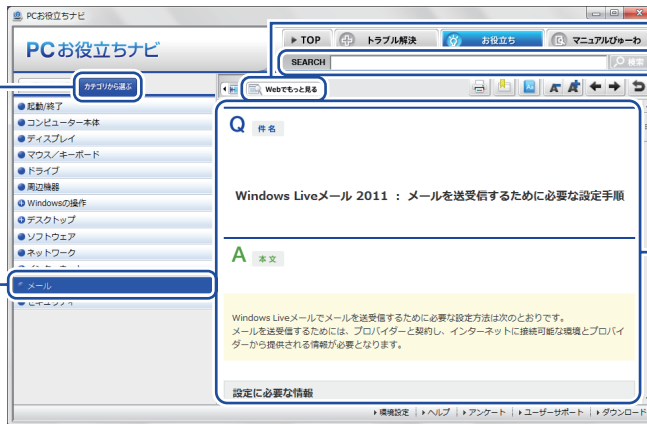 PCお役立ちナビ
PCお役立ちナビ
TOP
トラブル解決
お役立ち
マニュアルびゅーわ
SEARCH
検索
カテゴリから選ぶ
Webでもっと見る
起動/終了
コンピューター本体
ディスプレイ
マウス／キーボード
ドライブ
周辺機器
Windowsの操作
デスクトップ
ソフトウェア
ネットワーク
メール
セキュリティ
Q 件名
Windows Liveメール 2011 ： メールを送受信するために必要な設定手順
A 本文
Windows Liveメールでメールを送受信するために必要な設定方法は次のとおりです。
メールを送受信するためには、プロバイダーと契約し、インターネットに接続可能な環境とプロバイ
ダーから提供される情報が必要となります。
設定に必要な情報
環境設定
ヘルプ
アンケート
ユーザーサポート
ダウンロード